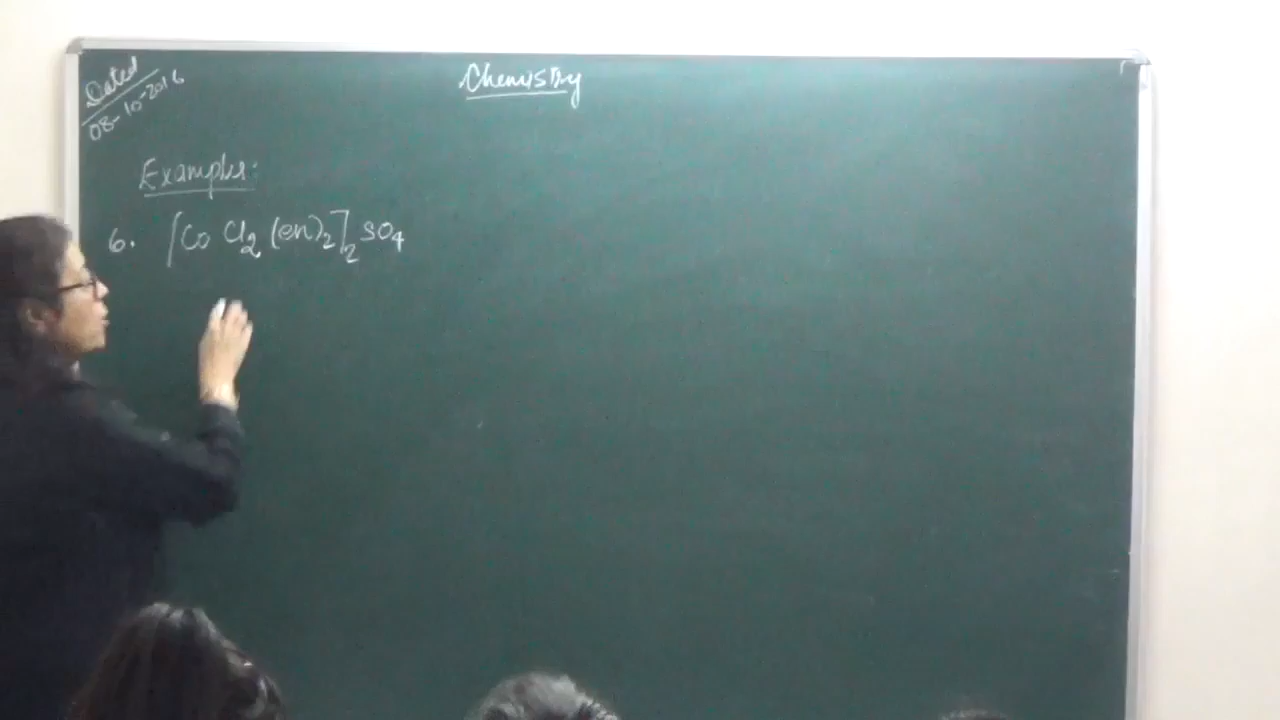 Dated
08-10-2016
Chemistry
Examples:
6. [Co Cl₂ (en)₂]₂ SO₄